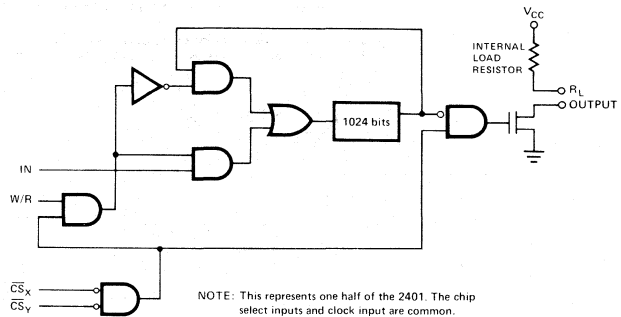 VCC
INTERNAL
LOAD
RESISTOR
RL
OUTPUT
1024 bits
IN
W/R
CSX
CSY
NOTE: This represents one half of the 2401. The chip
select inputs and clock input are common.